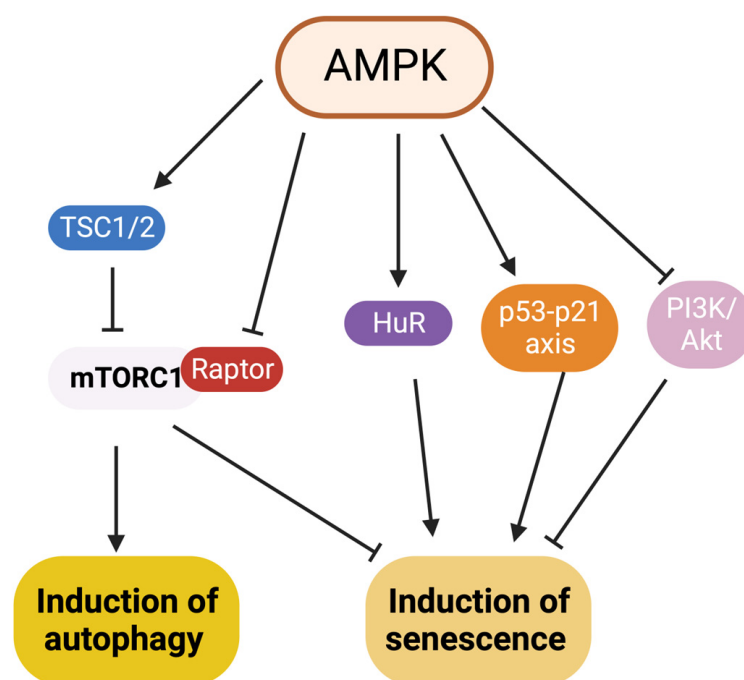 AMPK
TSC1/2
HuR
p53-p21
axis
PI3K/
Akt
mTORC1
Raptor
Induction of
autophagy
Induction of
senescence